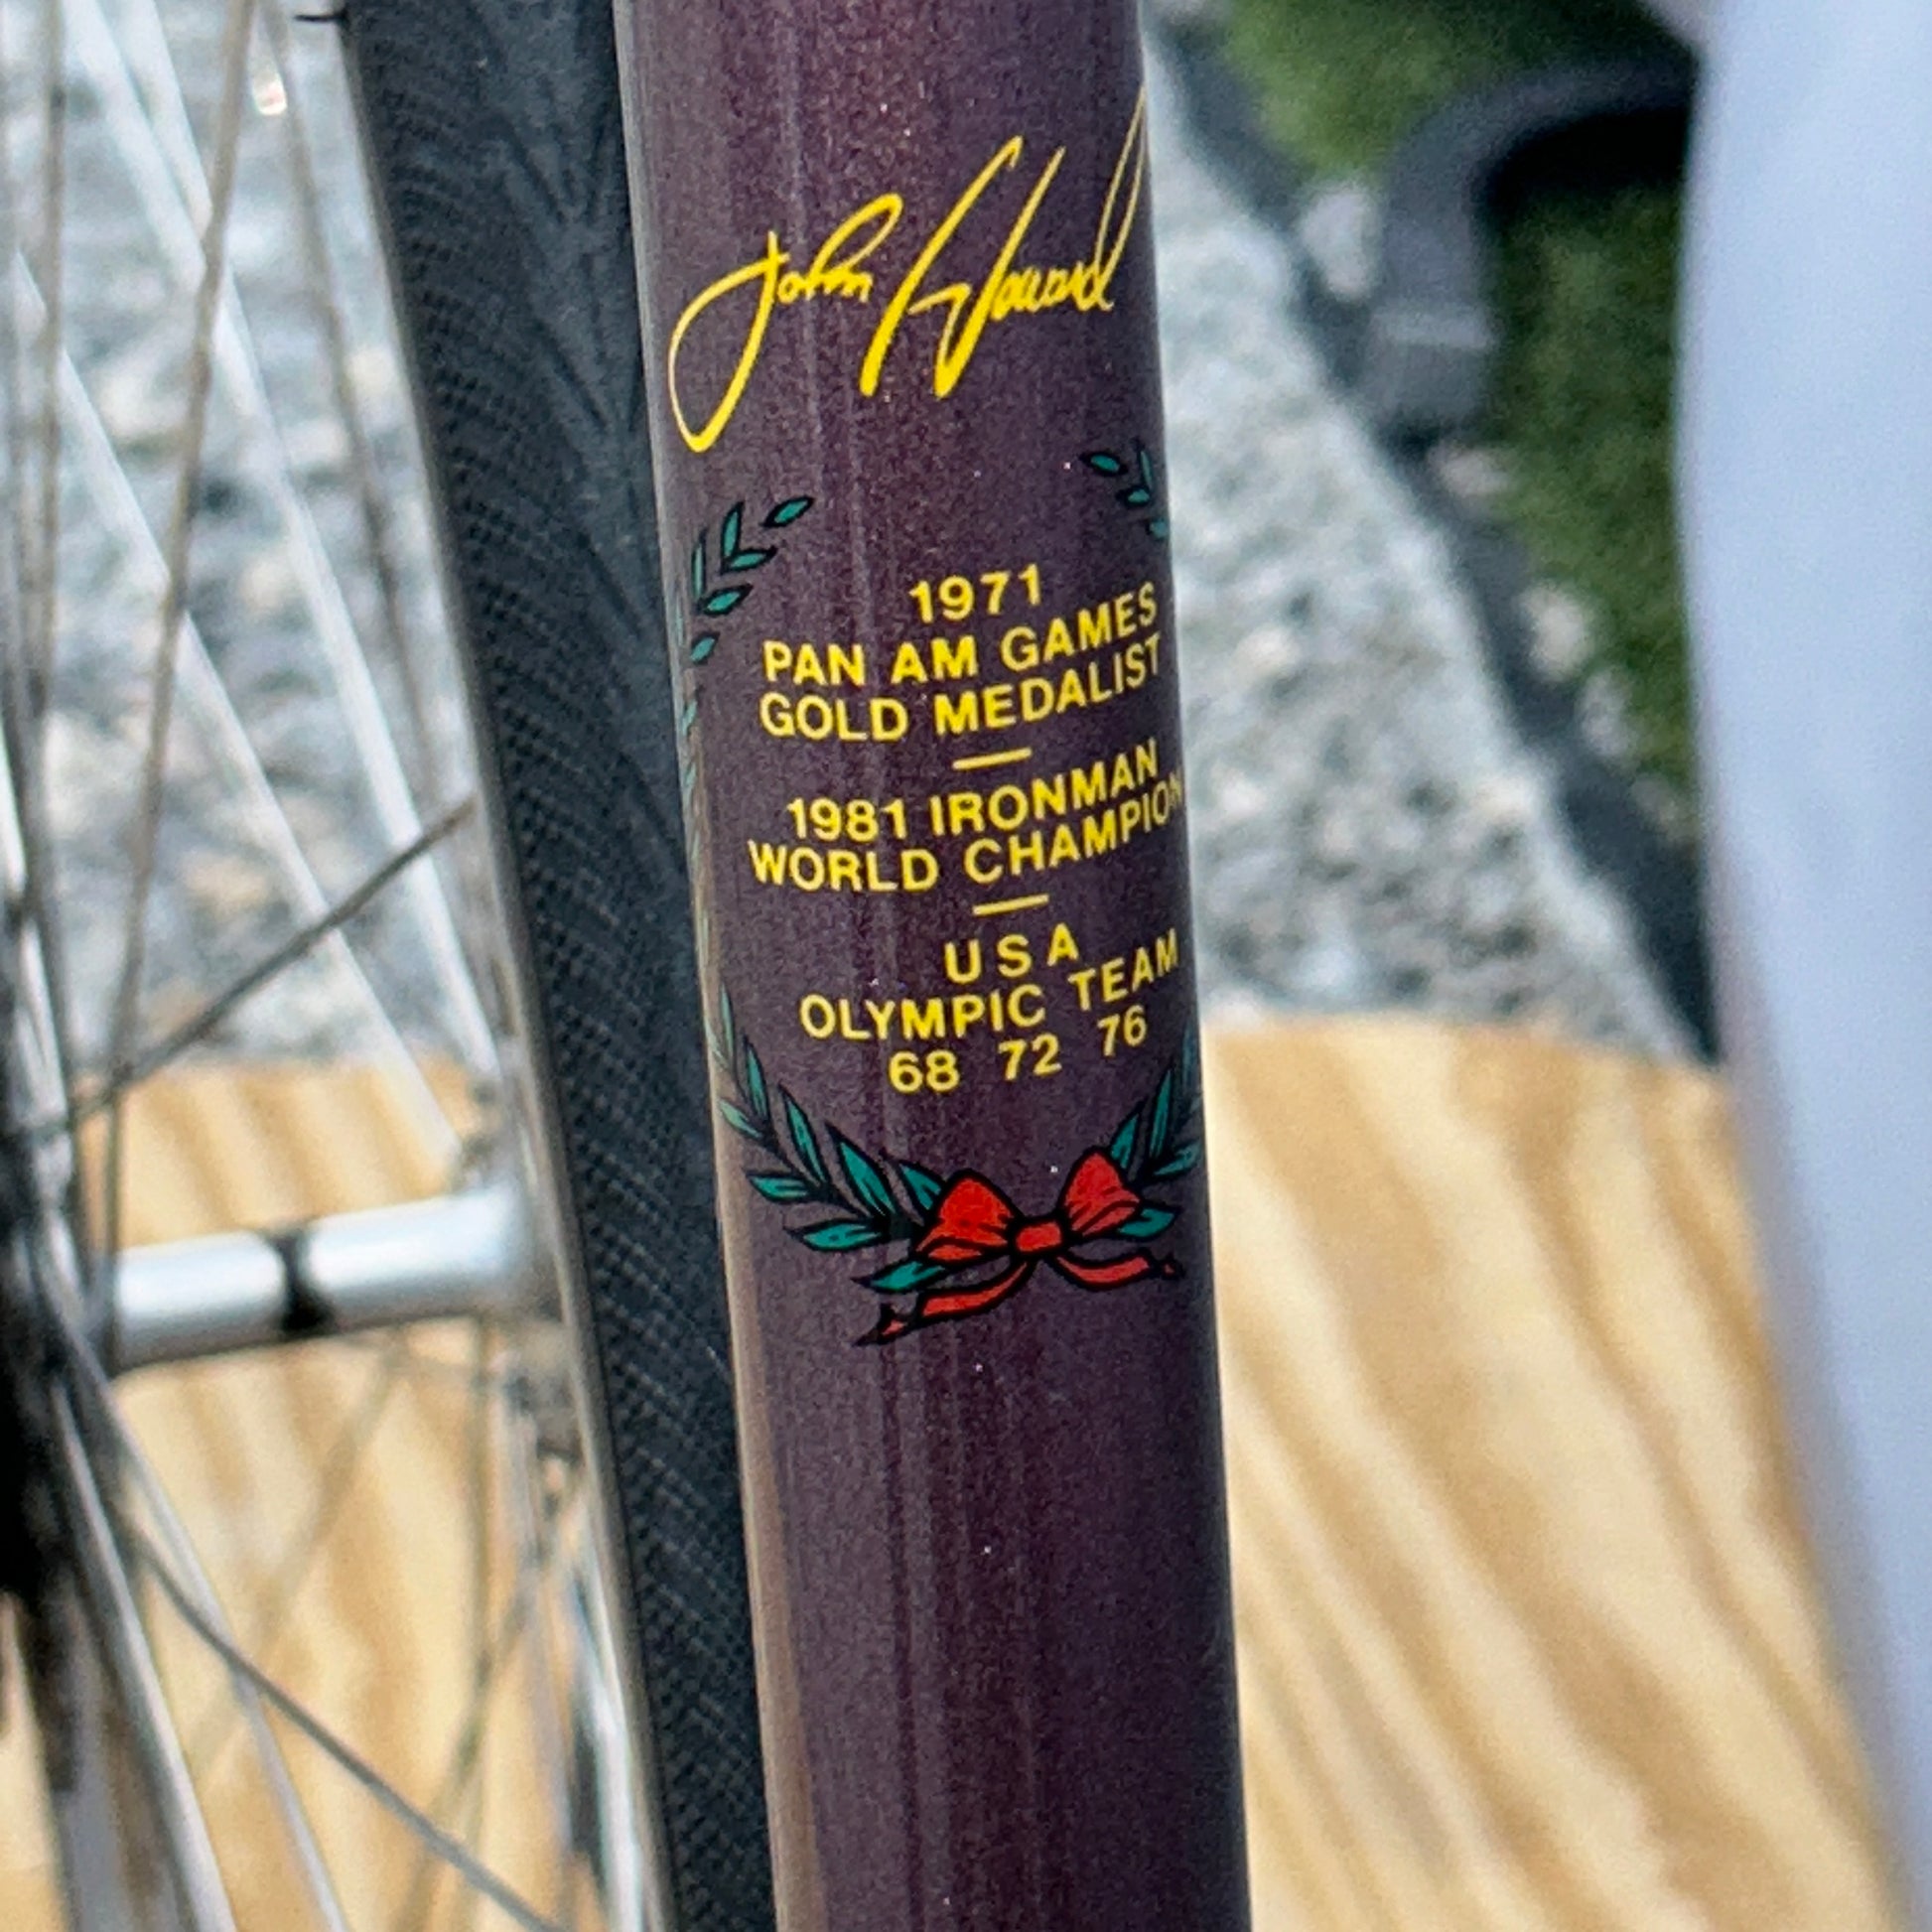 John Howard
1971
PAN AM GAMES
GOLD MEDALIST
1981 IRONMAN
WORLD CHAMPION
USA
OLYMPIC TEAM
68 72 76